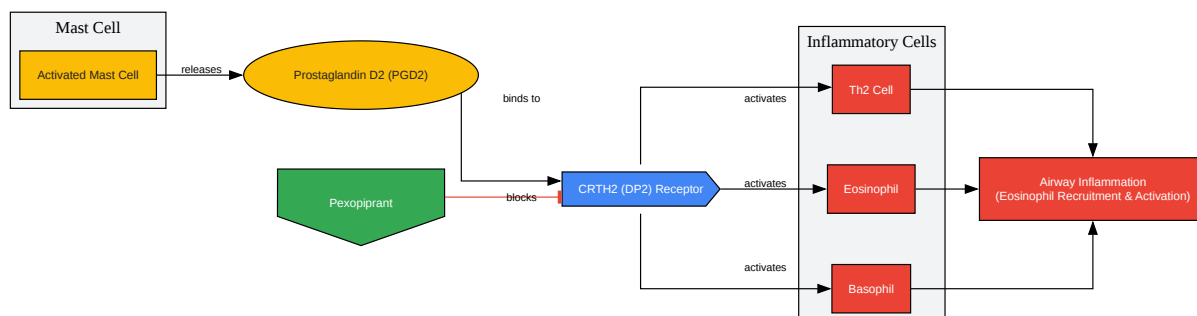 Mast Cell
Activated Mast Cell
releases
Prostaglandin D2 (PGD2)
binds to
Pexopiprant
blocks
CRTH2 (DP2) Receptor
activates
activates
activates
Inflammatory Cells
Th2 Cell
Eosinophil
Basophil
Airway Inflammation
(Eosinophil Recruitment & Activation)